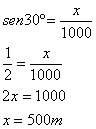 sen30°= x/1000
1/2 = x/1000
2x = 1000
x = 500m